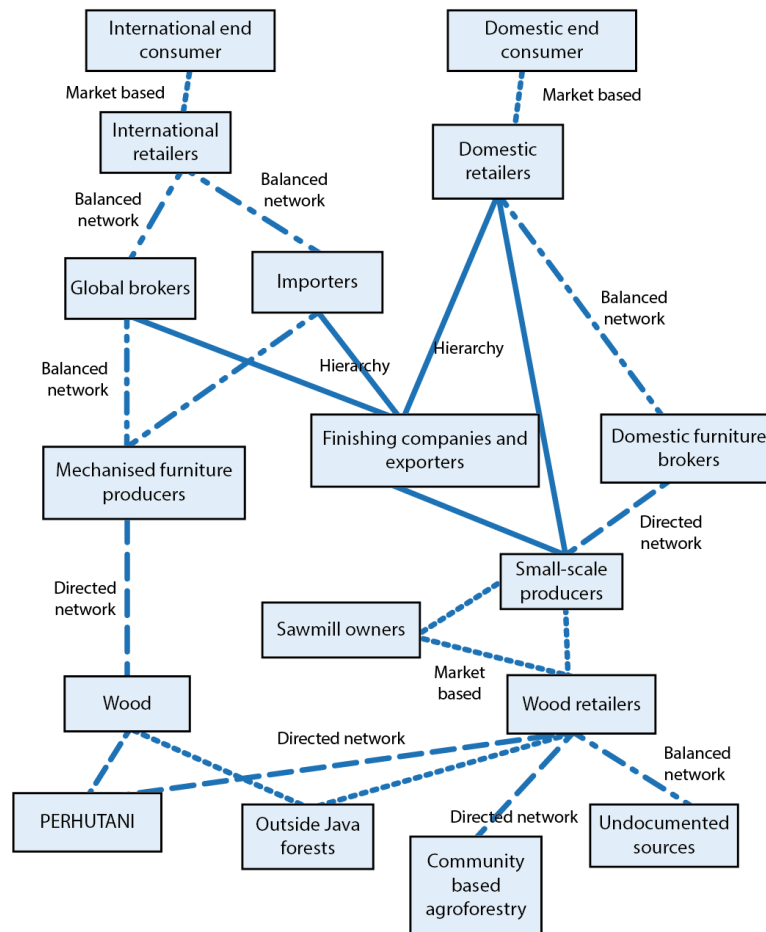 International end
consumer
Domestic end
consumer
Market based
Market based
International
retailers
Domestic
retailers
Balanced
network
Balanced
network
Global brokers
Importers
Balanced
network
Balanced
network
Hierarchy
Hierarchy
Finishing companies and
exporters
Domestic furniture
brokers
Mechanised furniture
producers
Directed
network
Directed
network
Small-scale
producers
Sawmill owners
Market
based
Wood
Wood retailers
Directed network
Balanced
network
PERHUTANI
Outside Java
forests
Directed network
Undocumented
sources
Community
based
agroforestry